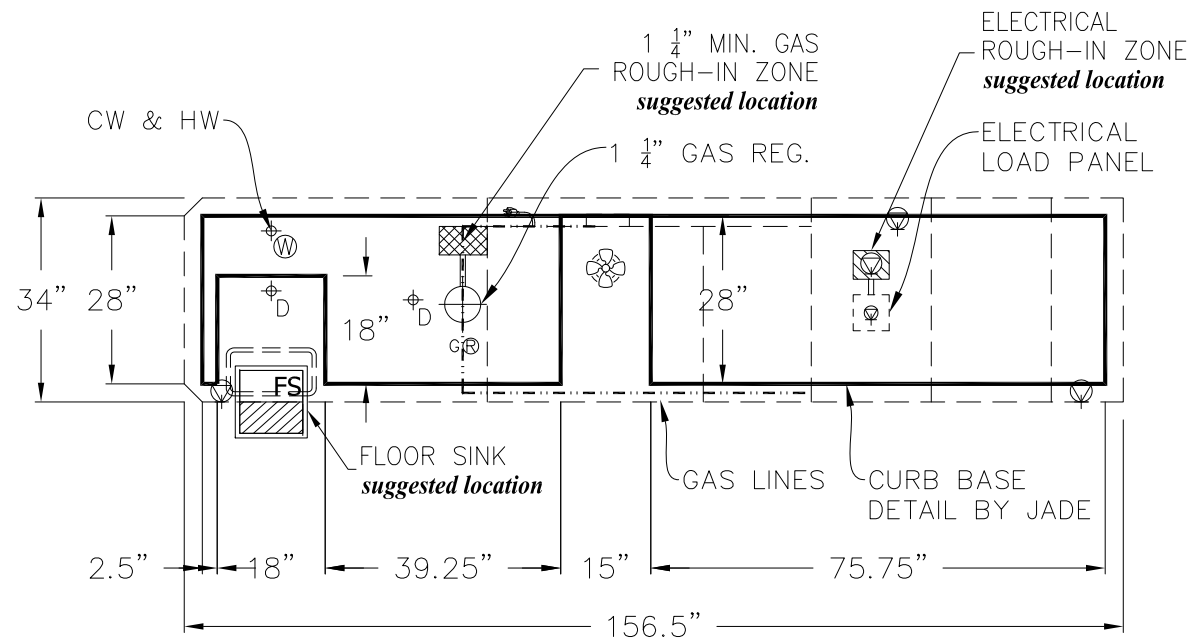 ELECTRICAL
ROUGH-IN ZONE
suggested location
1 1/4" MIN. GAS
ROUGH-IN ZONE
suggested location
CW & HW
1 1/4" GAS REG.
ELECTRICAL
LOAD PANEL
W
34"
28"
D
18"
D
GR
28"
FS
FLOOR SINK
suggested location
GAS LINES
CURB BASE
DETAIL BY JADE
2.5"
18"
39.25"
15"
75.75"
156.5"